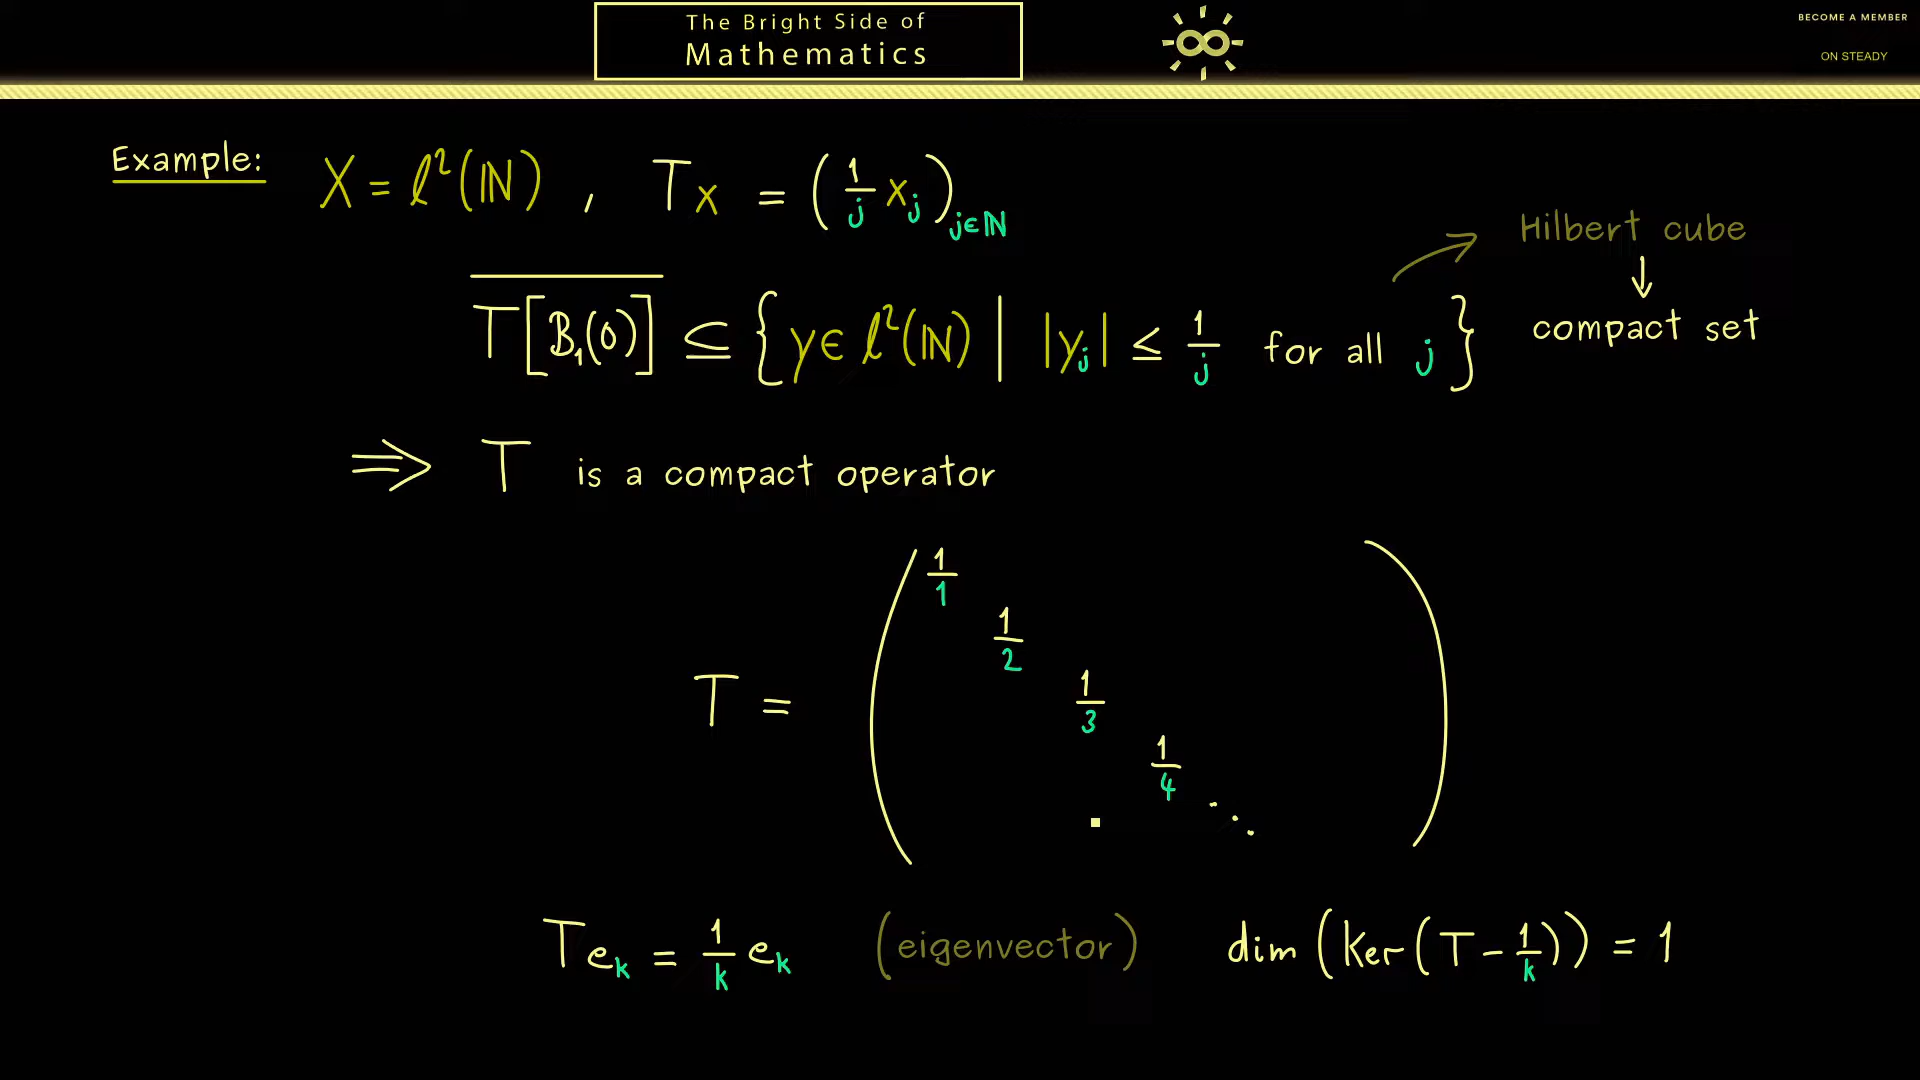 The Bright Side of
Mathematics
BECOME A MEMBER
ON STEADY
Example: X = ℓ²(ℕ) , Tx = (1/j x_j)_{j∈ℕ}
Hilbert cube
↓
compact set
\overline{T[B₁(0)]} ⊆ {y ∈ ℓ²(ℕ) | |y_j| ≤ 1/j for all j}
⇒ T is a compact operator
T = ( 1/1
1/2
1/3
1/4
⋱ )
Te_k = 1/k e_k (eigenvector) dim(Ker(T − 1/k)) = 1